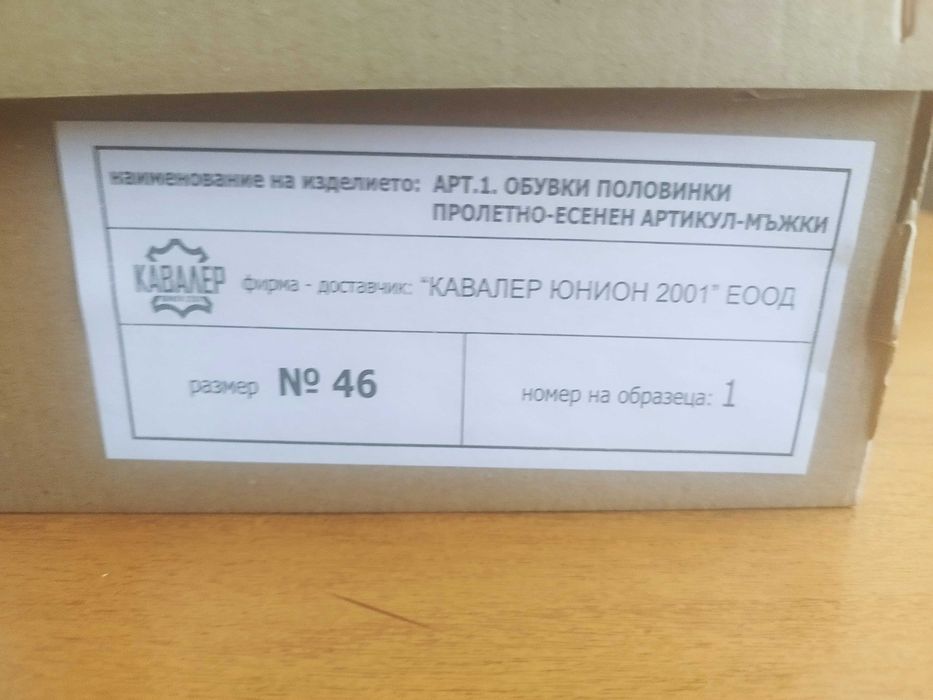 наименование на изделието: АРТ.1. ОБУВКИ ПОЛОВИНКИ
ПРОЛЕТНО-ЕСЕНЕН АРТИКУЛ-МЪЖКИ
КАВАЛЕР
фирма - доставчик: "КАВАЛЕР ЮНИОН 2001" ЕООД
размер № 46
номер на образеца: 1